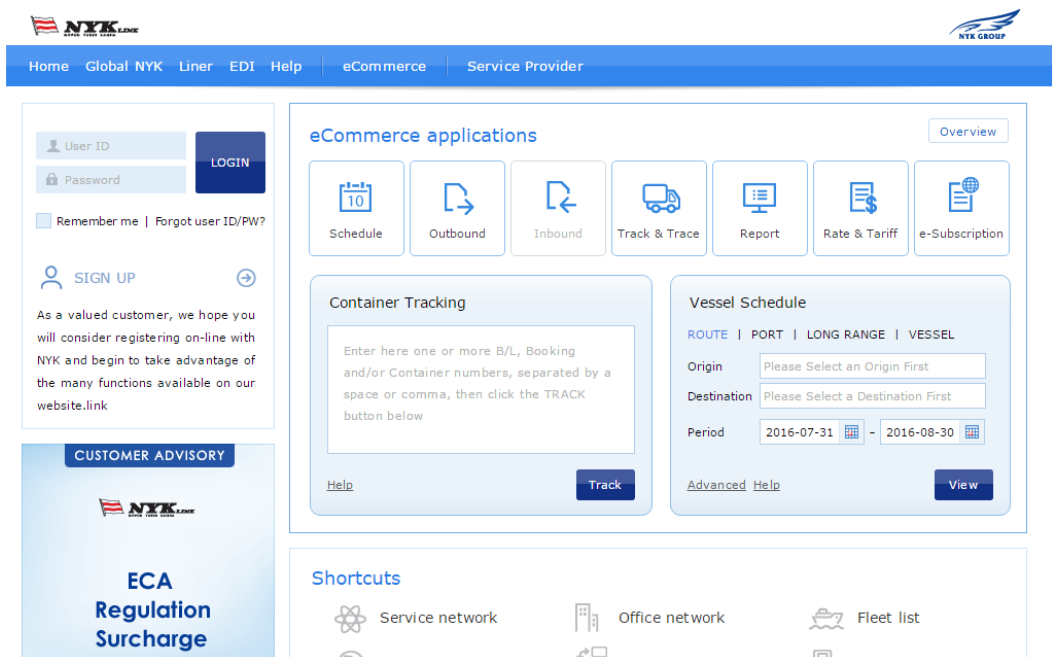 NYK LINE
NIPPON YUSEN KAISHA
NYK GROUP
Home Global NYK Liner EDI Help eCommerce Service Provider
User ID
Password
LOGIN
Remember me | Forgot user ID/PW?
SIGN UP
As a valued customer, we hope you
will consider registering on-line with
NYK and begin to take advantage of
the many functions available on our
website.link
CUSTOMER ADVISORY
NYK LINE
NIPPON YUSEN KAISHA
ECA
Regulation
Surcharge
eCommerce applications
Overview
10
Schedule
Outbound
Inbound
Track & Trace
Report
Rate & Tariff
e-Subscription
Container Tracking
Enter here one or more B/L, Booking
and/or Container numbers, separated by a
space or comma, then click the TRACK
button below
Help
Track
Vessel Schedule
ROUTE | PORT | LONG RANGE | VESSEL
Origin Please Select an Origin First
Destination Please Select a Destination First
Period 2016-07-31 - 2016-08-30
Advanced Help
View
Shortcuts
Service network
Office network
Fleet list